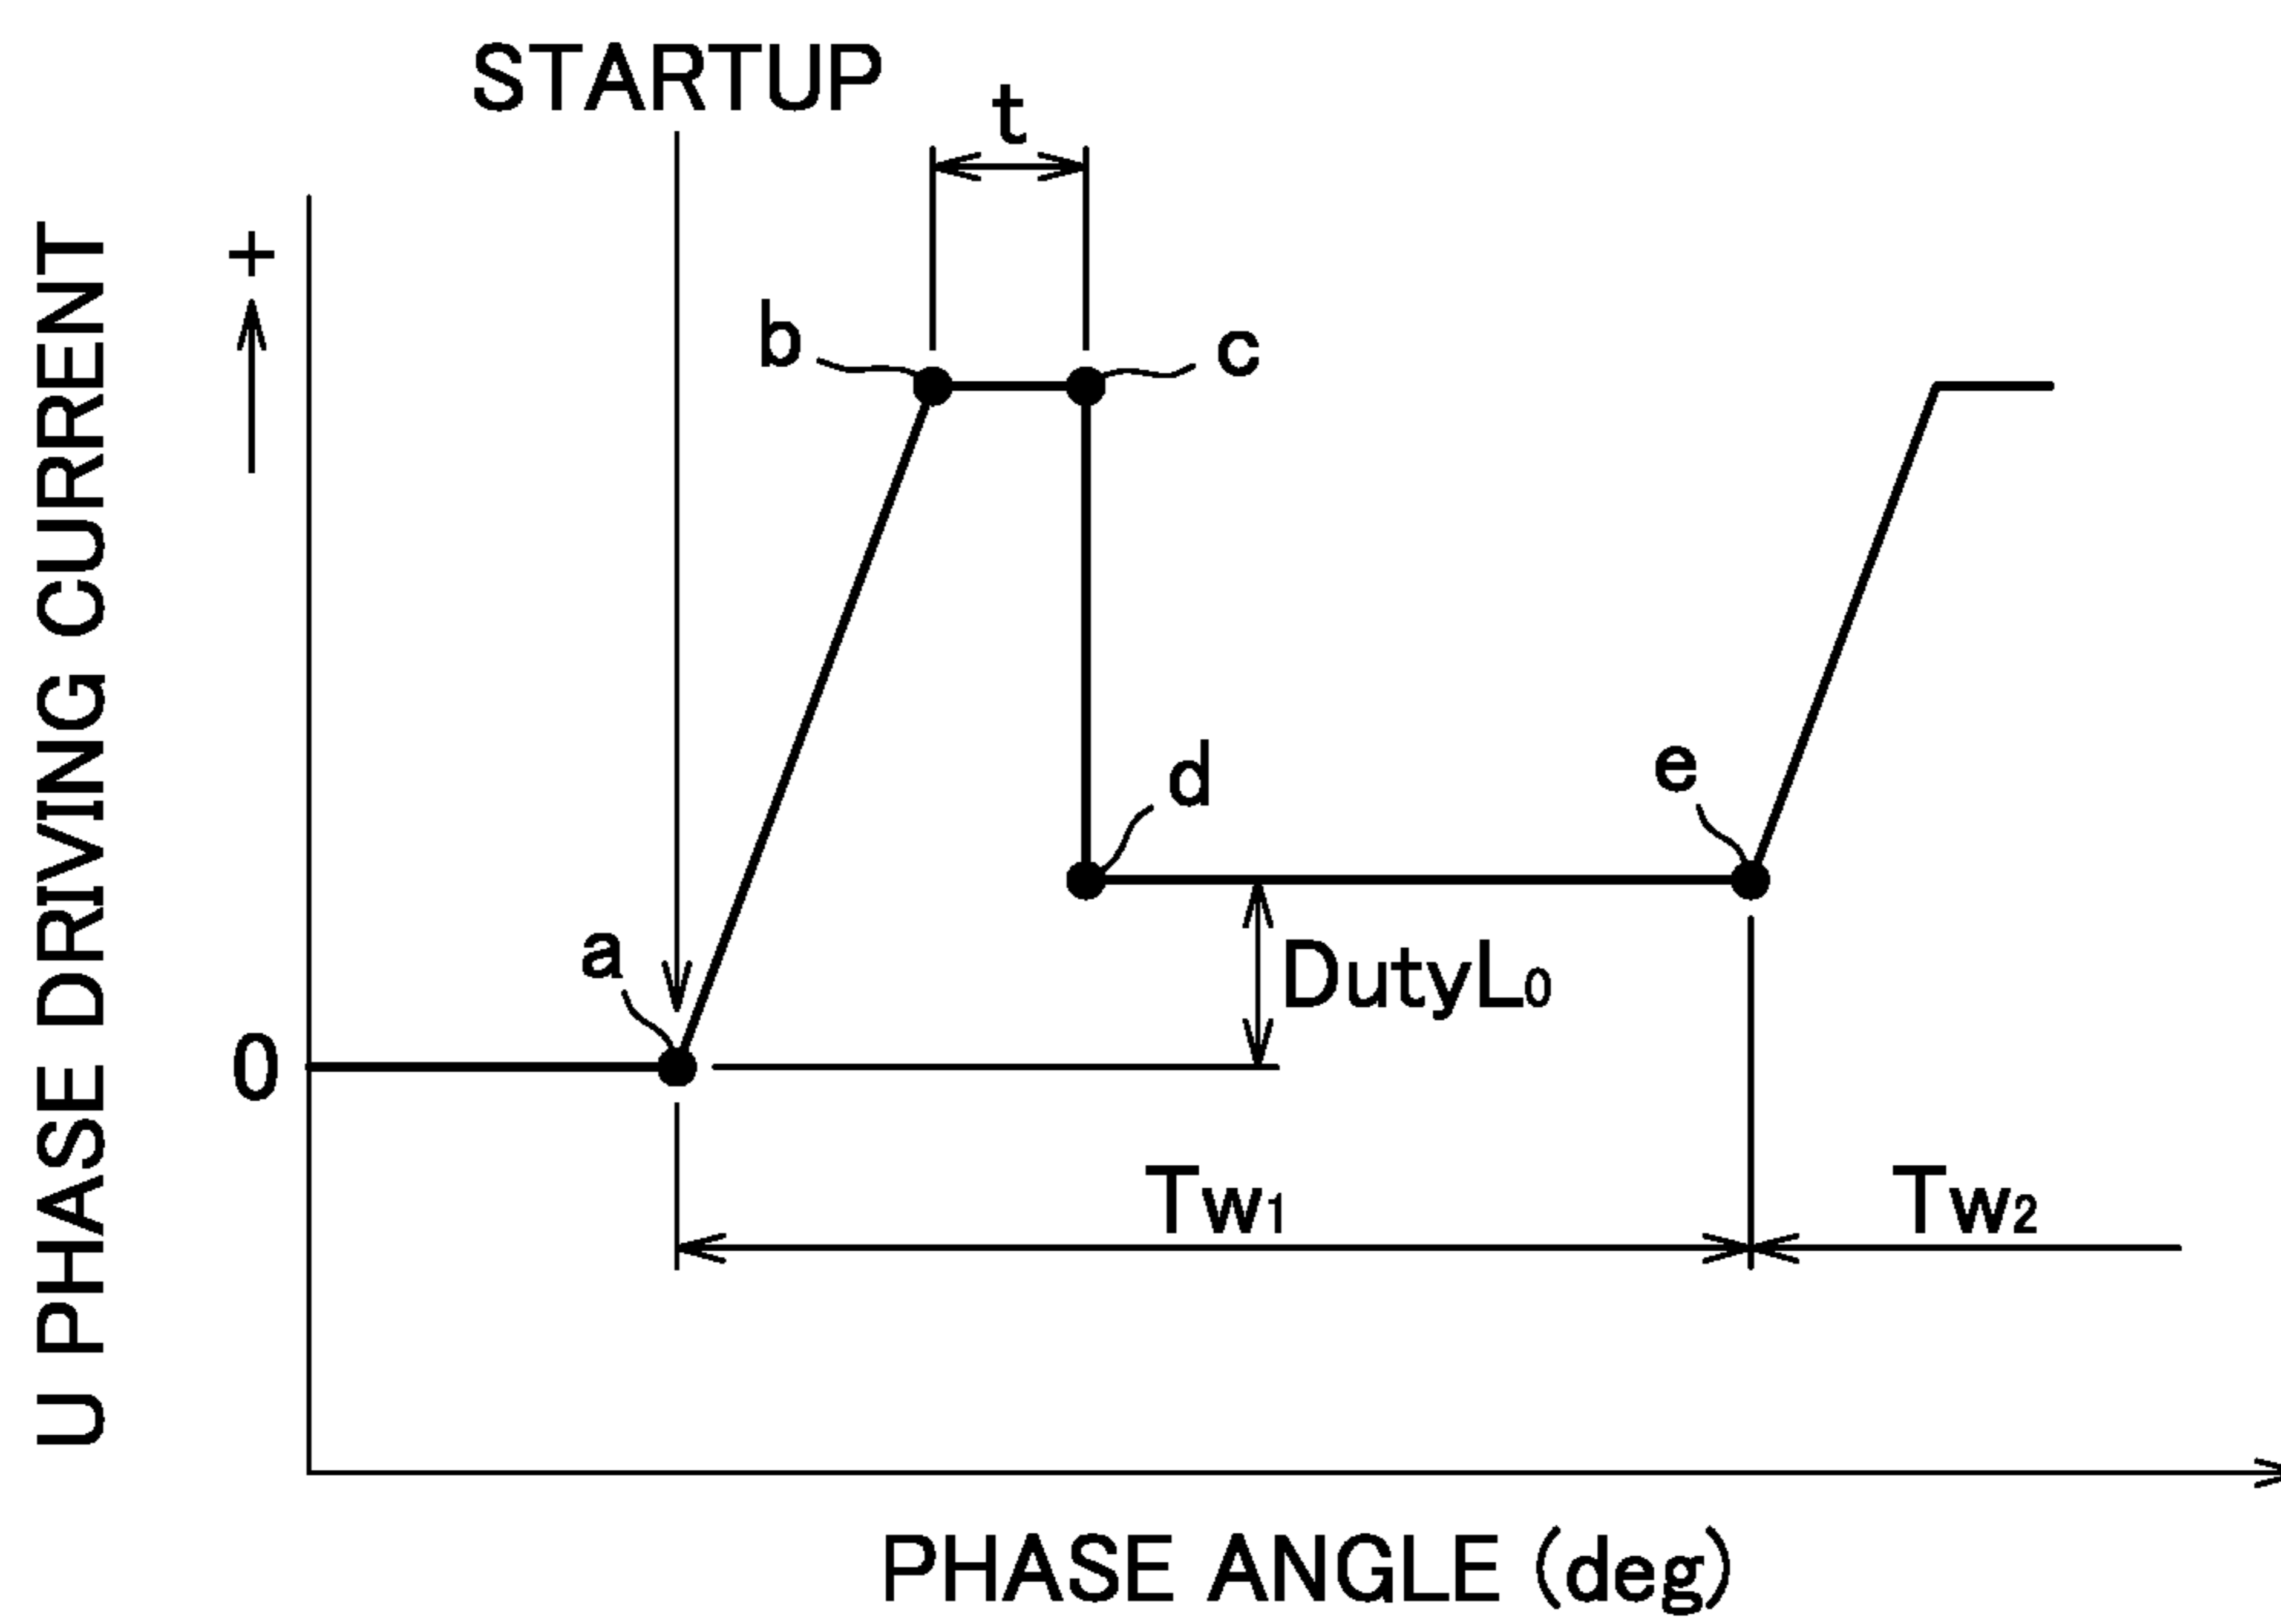 STARTUP
t
+
b
c
U PHASE DRIVING CURRENT
d
e
a
DutyL0
0
Tw1
Tw2
PHASE ANGLE (deg)